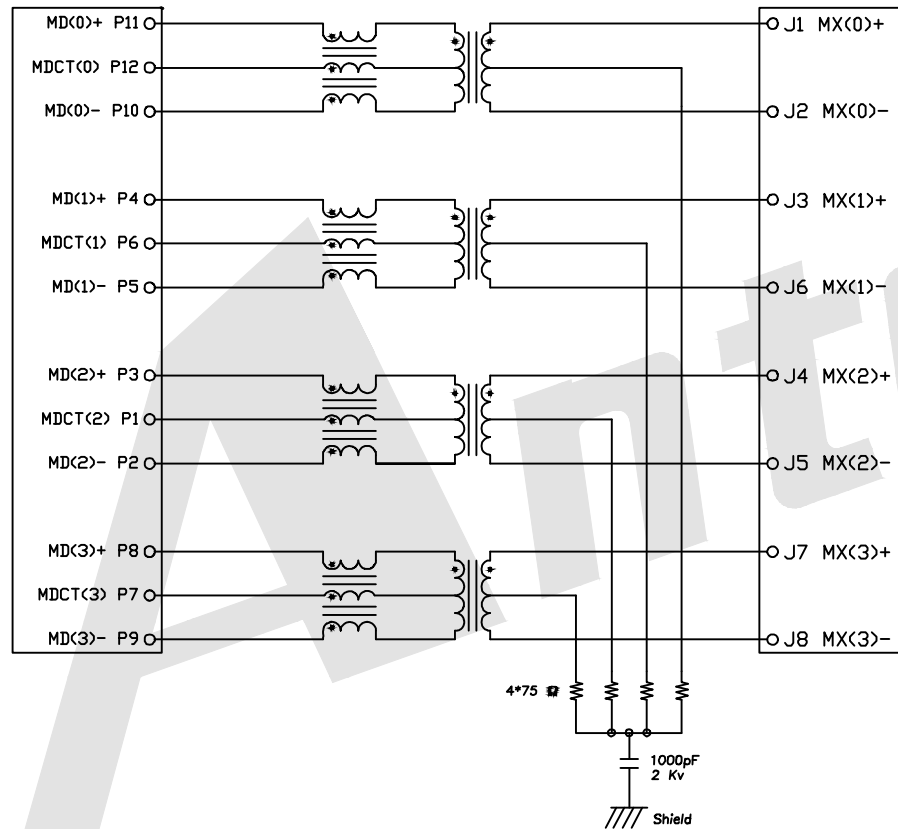 MD(0)+ P11 J1 MX(0)+
MDCT(0) P12
MD(0)- P10 J2 MX(0)-
MD(1)+ P4 J3 MX(1)+
MDCT(1) P6
MD(1)- P5 J6 MX(1)-
MD(2)+ P3 J4 MX(2)+
MDCT(2) P1
MD(2)- P2 J5 MX(2)-
MD(3)+ P8 J7 MX(3)+
MDCT(3) P7
MD(3)- P9 J8 MX(3)-
4*75
1000pF
2 Kv
Shield
Ant